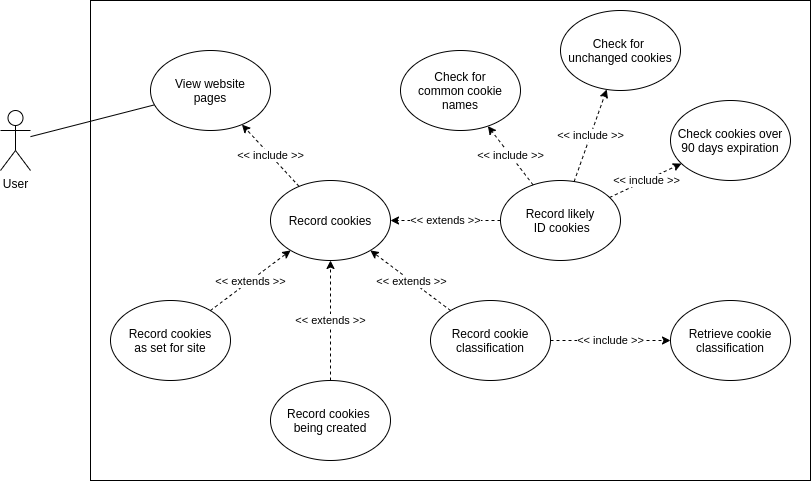 Check for
unchanged cookies
View website
pages
Check for
common cookie
names
<< include >>
Check cookies over
90 days expiration
<< include >>
<< include >>
<< include >>
User
Record cookies
<< extends >>
Record likely
ID cookies
<< extends >>
<< extends >>
<< extends >>
Record cookies
as set for site
Record cookie
classification
<< include >>
Retrieve cookie
classification
Record cookies
being created